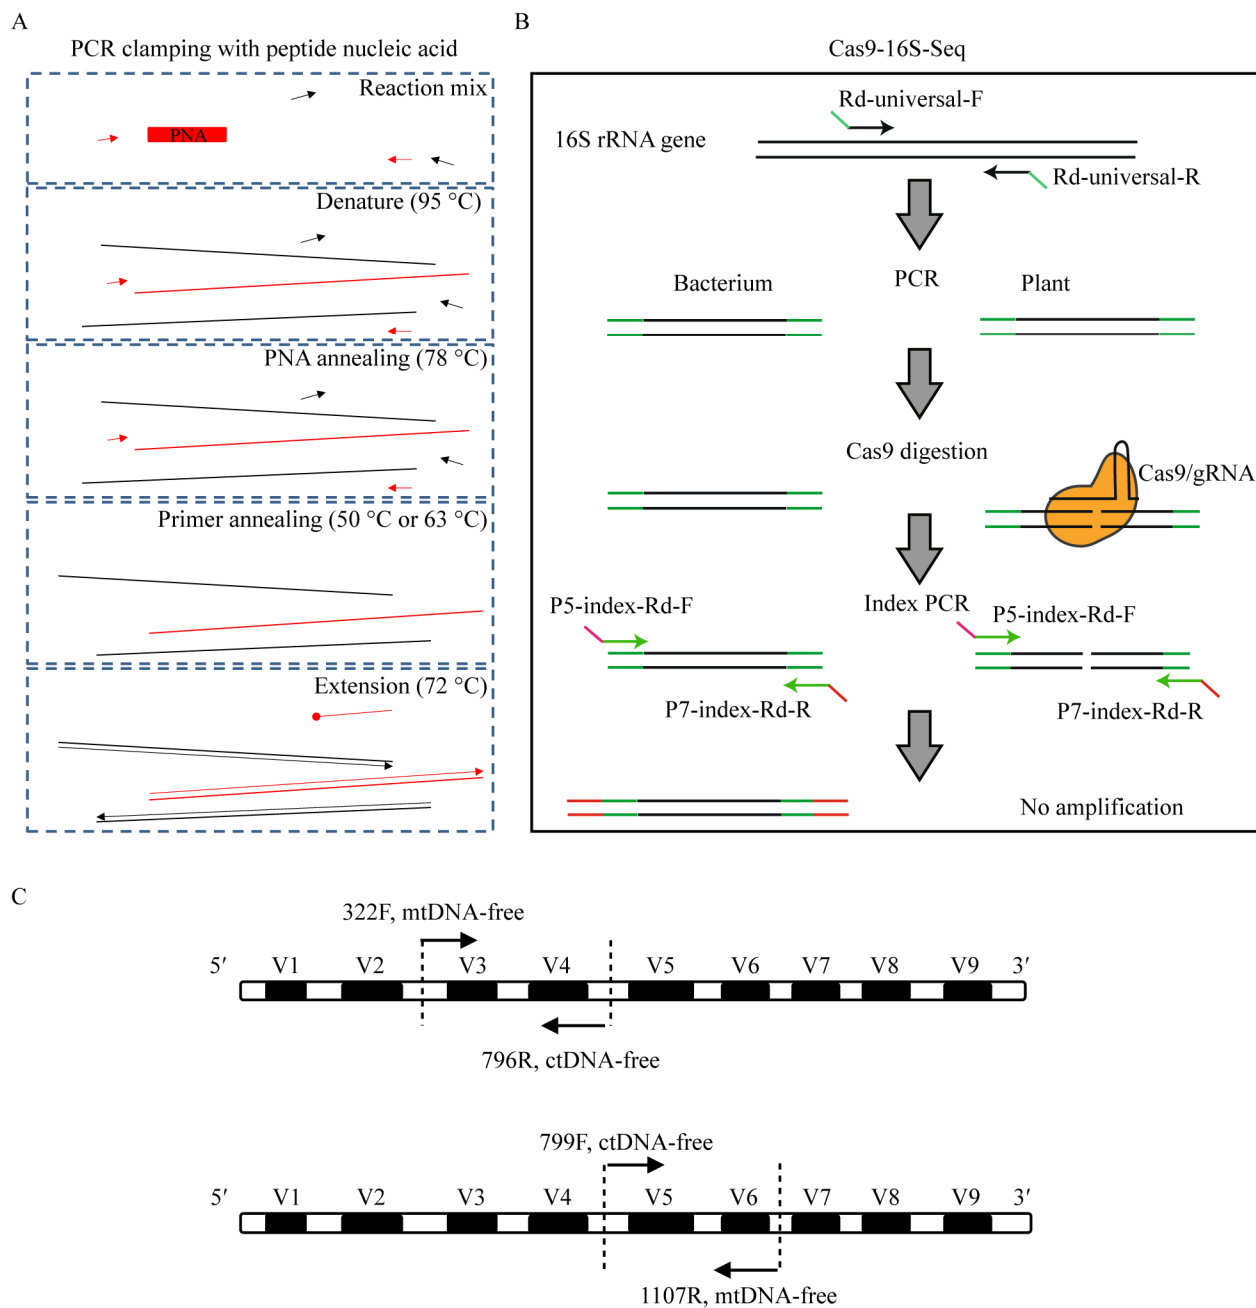 A
PCR clamping with peptide nucleic acid
Reaction mix
PNA
Denature (95 °C)
PNA annealing (78 °C)
Primer annealing (50 °C or 63 °C)
Extension (72 °C)
B
Cas9-16S-Seq
Rd-universal-F
16S rRNA gene
Rd-universal-R
Bacterium PCR Plant
Cas9 digestion
Cas9/gRNA
P5-index-Rd-F Index PCR P5-index-Rd-F
P7-index-Rd-R P7-index-Rd-R
No amplification
C
322F, mtDNA-free
5′ V1 V2 V3 V4 V5 V6 V7 V8 V9 3′
796R, ctDNA-free
799F, ctDNA-free
5′ V1 V2 V3 V4 V5 V6 V7 V8 V9 3′
1107R, mtDNA-free